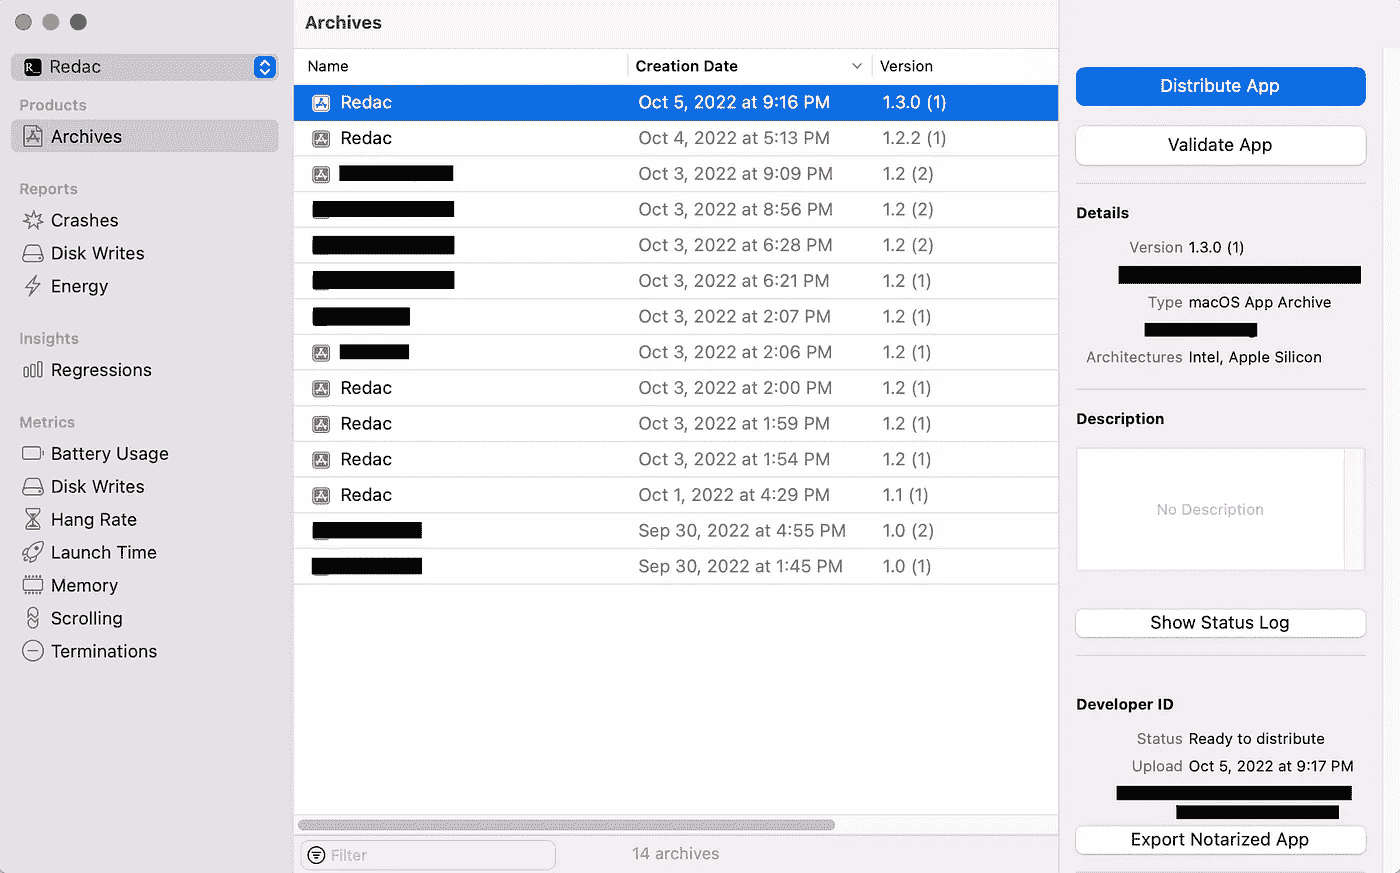 Redac
Products
Archives
Reports
Crashes
Disk Writes
Energy
Insights
Regressions
Metrics
Battery Usage
Disk Writes
Hang Rate
Launch Time
Memory
Scrolling
Terminations
Archives
Name Creation Date Version
Redac Oct 5, 2022 at 9:16 PM 1.3.0 (1)
Redac Oct 4, 2022 at 5:13 PM 1.2.2 (1)
Oct 3, 2022 at 9:09 PM 1.2 (2)
Oct 3, 2022 at 8:56 PM 1.2 (2)
Oct 3, 2022 at 6:28 PM 1.2 (2)
Oct 3, 2022 at 6:21 PM 1.2 (1)
Oct 3, 2022 at 2:07 PM 1.2 (1)
Oct 3, 2022 at 2:06 PM 1.2 (1)
Redac Oct 3, 2022 at 2:00 PM 1.2 (1)
Redac Oct 3, 2022 at 1:59 PM 1.2 (1)
Redac Oct 3, 2022 at 1:54 PM 1.2 (1)
Redac Oct 1, 2022 at 4:29 PM 1.1 (1)
Sep 30, 2022 at 4:55 PM 1.0 (2)
Sep 30, 2022 at 1:45 PM 1.0 (1)
Filter
14 archives
Distribute App
Validate App
Details
Version 1.3.0 (1)
Type macOS App Archive
Architectures Intel, Apple Silicon
Description
No Description
Show Status Log
Developer ID
Status Ready to distribute
Upload Oct 5, 2022 at 9:17 PM
Export Notarized App